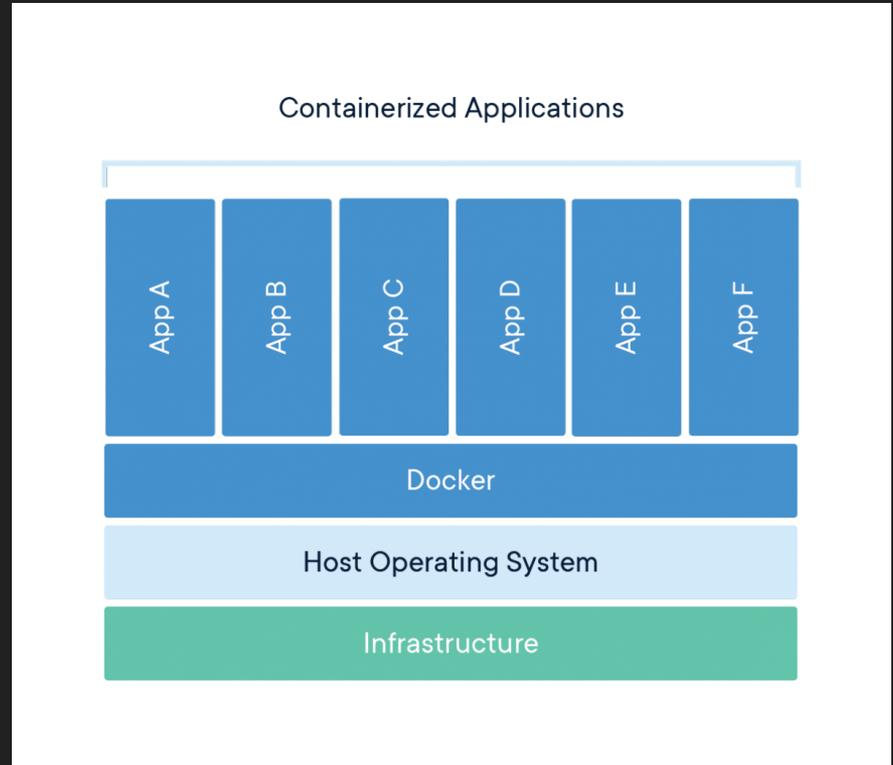 Containerized Applications
App A
App B
App C
App D
App E
App F
Docker
Host Operating System
Infrastructure